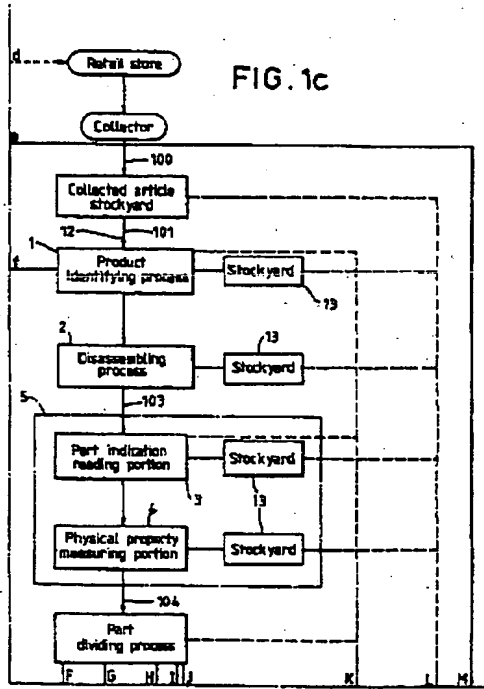 FIG. 1c
d
Retail store
Collector
e
100
Collected article
stockyard
12
101
1
f
Product
identifying process
Stockyard
13
2
Disassembling
process
13
Stockyard
103
5
Part indication
reading portion
Stockyard
3
13
4
Physical property
measuring portion
Stockyard
104
Part
dividing process
F G H I J K L M